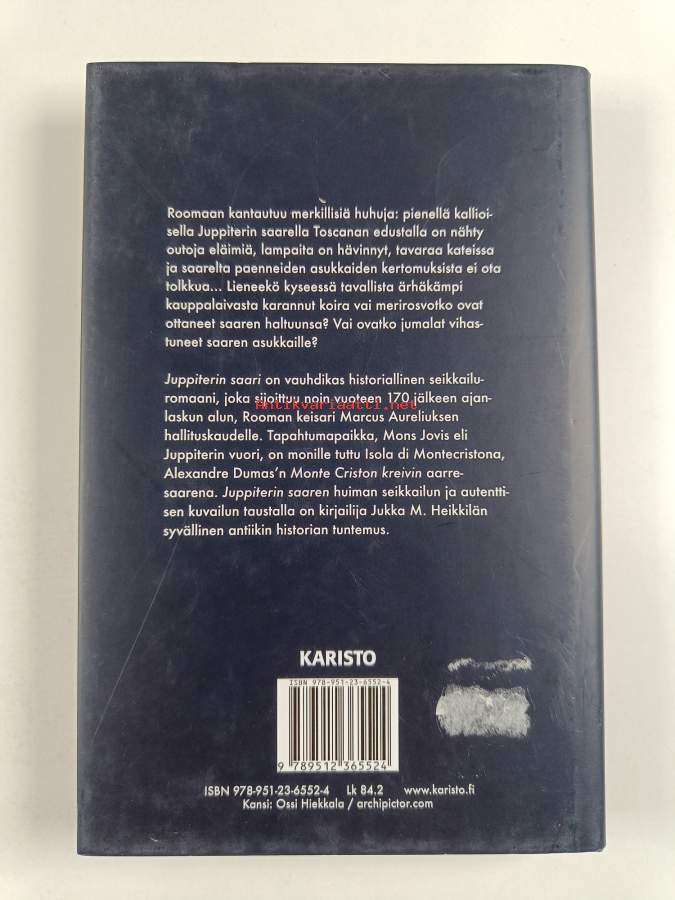 Roomaan kantautuu merkillisiä huhuja: pienellä kallioi-
sella Juppiterin saarella Toscanan edustalla on nähty
outoja eläimiä, lampaita on hävinnyt, tavaraa kateissa
ja saarelta paenneiden asukkaiden kertomuksista ei ota
tolkkua... Lieneekö kyseessä tavallista ärhäkämpi
kauppalaivasta karannut koira vai merirosvotko ovat
ottaneet saaren haltuunsa? Vai ovatko jumalat vihas-
tuneet saaren asukkaille?
Juppiterin saari on vauhdikas historiallinen seikkailu-
romaani, joka sijoittuu noin vuoteen 170 jälkeen ajan-
Antikvariaatti.net
laskun alun, Rooman keisari Marcus Aureliuksen
hallituskaudelle. Tapahtumapaikka, Mons Jovis eli
Juppiterin vuori, on monille tuttu Isola di Montecristona,
Alexandre Dumas'n Monte Criston kreivin aarre-
saarena. Juppiterin saaren huiman seikkailun ja autentti-
sen kuvailun taustalla on kirjailija Jukka M. Heikkilän
syvällinen antiikin historian tuntemus.
KARISTO
ISBN 978-951-23-6552-4
9 789512 365524
ISBN 978-951-23-6552-4 Lk 84.2 www.karisto.fi
Kansi: Ossi Hiekkala / archipictor.com